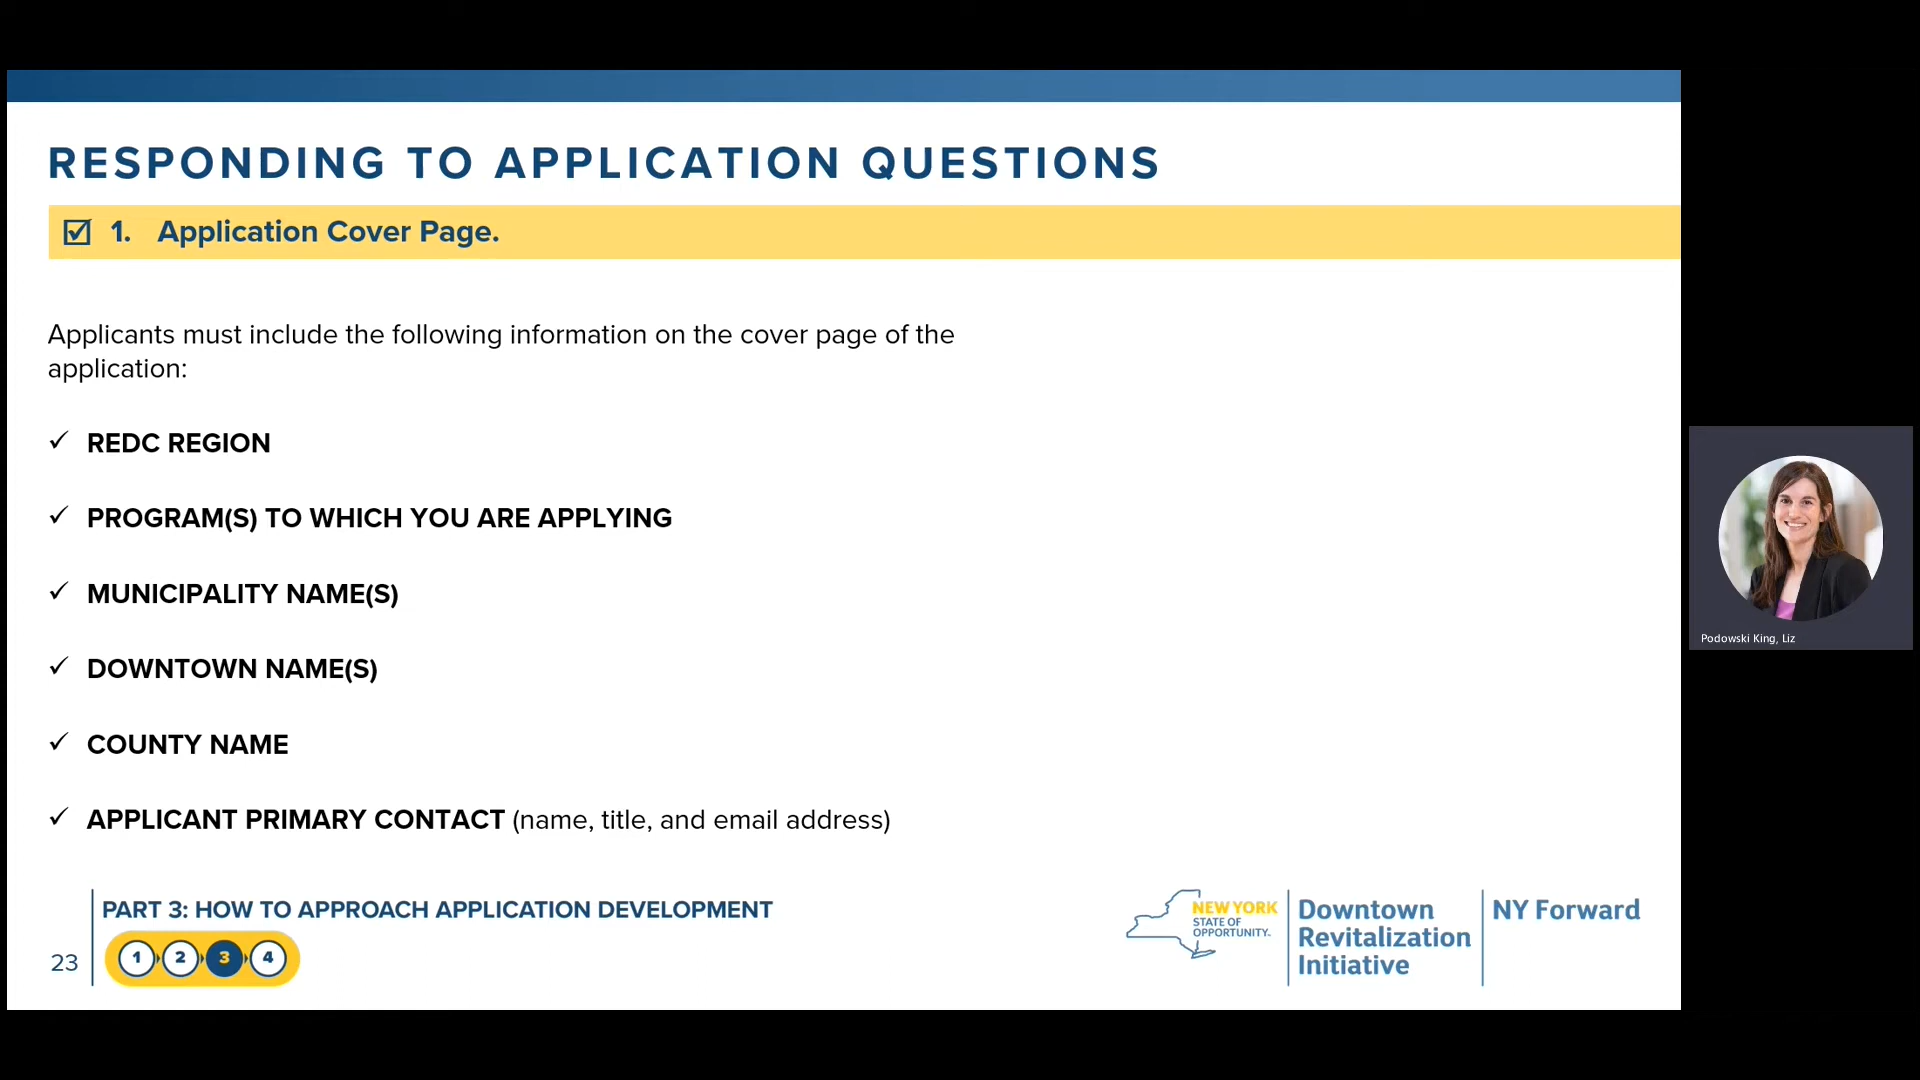 RESPONDING TO APPLICATION QUESTIONS
1. Application Cover Page.
Applicants must include the following information on the cover page of the
application:
REDC REGION
PROGRAM(S) TO WHICH YOU ARE APPLYING
MUNICIPALITY NAME(S)
DOWNTOWN NAME(S)
COUNTY NAME
APPLICANT PRIMARY CONTACT (name, title, and email address)
PART 3: HOW TO APPROACH APPLICATION DEVELOPMENT
23
1 2 3 4
NEW YORK
STATE OF
OPPORTUNITY.
Downtown
Revitalization
Initiative
NY Forward
Podowski King, Liz